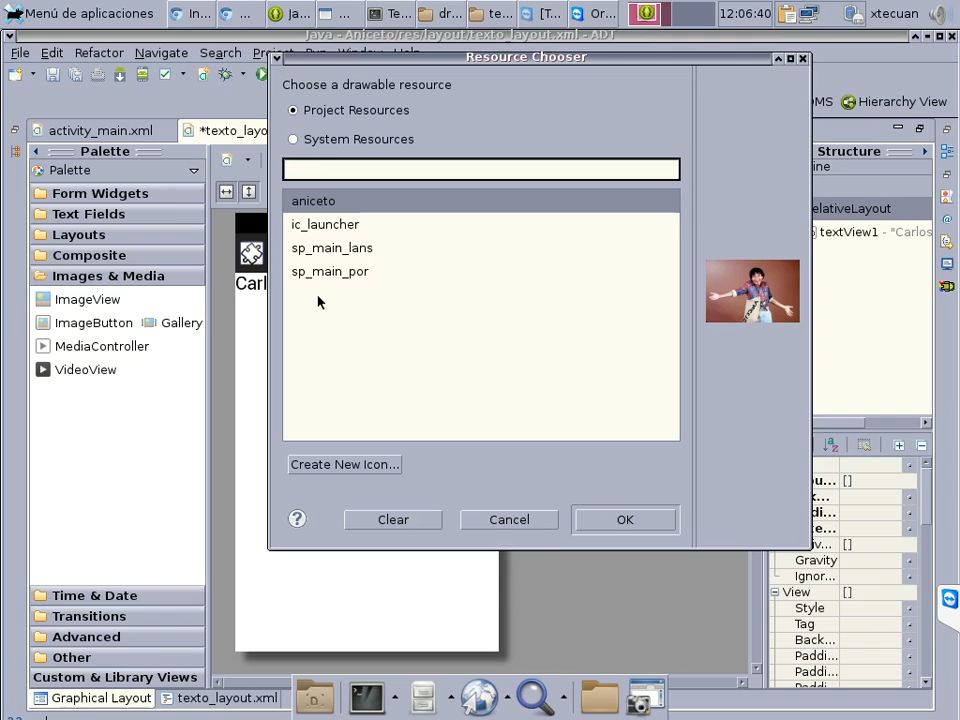 Menú de aplicaciones
In...
...
Ja...
...
Te...
dr...
te...
[T...
Or...
12:06:40
xtecuan
Java - Aniceto/res/layout/texto_layout.xml - ADT
File Edit Refactor Navigate Search
Resource Chooser
Choose a drawable resource
Project Resources
System Resources
aniceto
ic_launcher
sp_main_lans
sp_main_por
Create New Icon...
Clear
Cancel
OK
DMS
Hierarchy View
activity_main.xml
*texto_layo
Palette
Palette
Form Widgets
Text Fields
Layouts
Composite
Images & Media
ImageView
ImageButton
Gallery
MediaController
VideoView
Time & Date
Transitions
Advanced
Other
Custom & Library Views
Graphical Layout
texto_layout.xml
Carl
Structure
ine
elativeLayout
textView1 - "Carlos
ou... []
x...
di...
te...
iv... []
Gravity
Ignor...
View []
Style
Tag
Back...
Paddi...
Paddi...